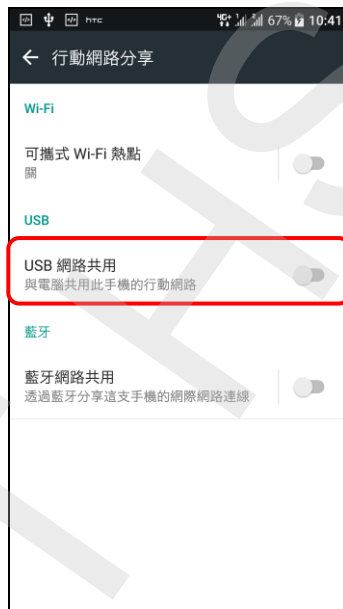 hTC 4G+ 67% 10:41
行動網路分享
Wi-Fi
可攜式 Wi-Fi 熱點
關
USB
USB 網路共用
與電腦共用此手機的行動網路
藍牙
藍牙網路共用
透過藍牙分享這支手機的網際網路連線